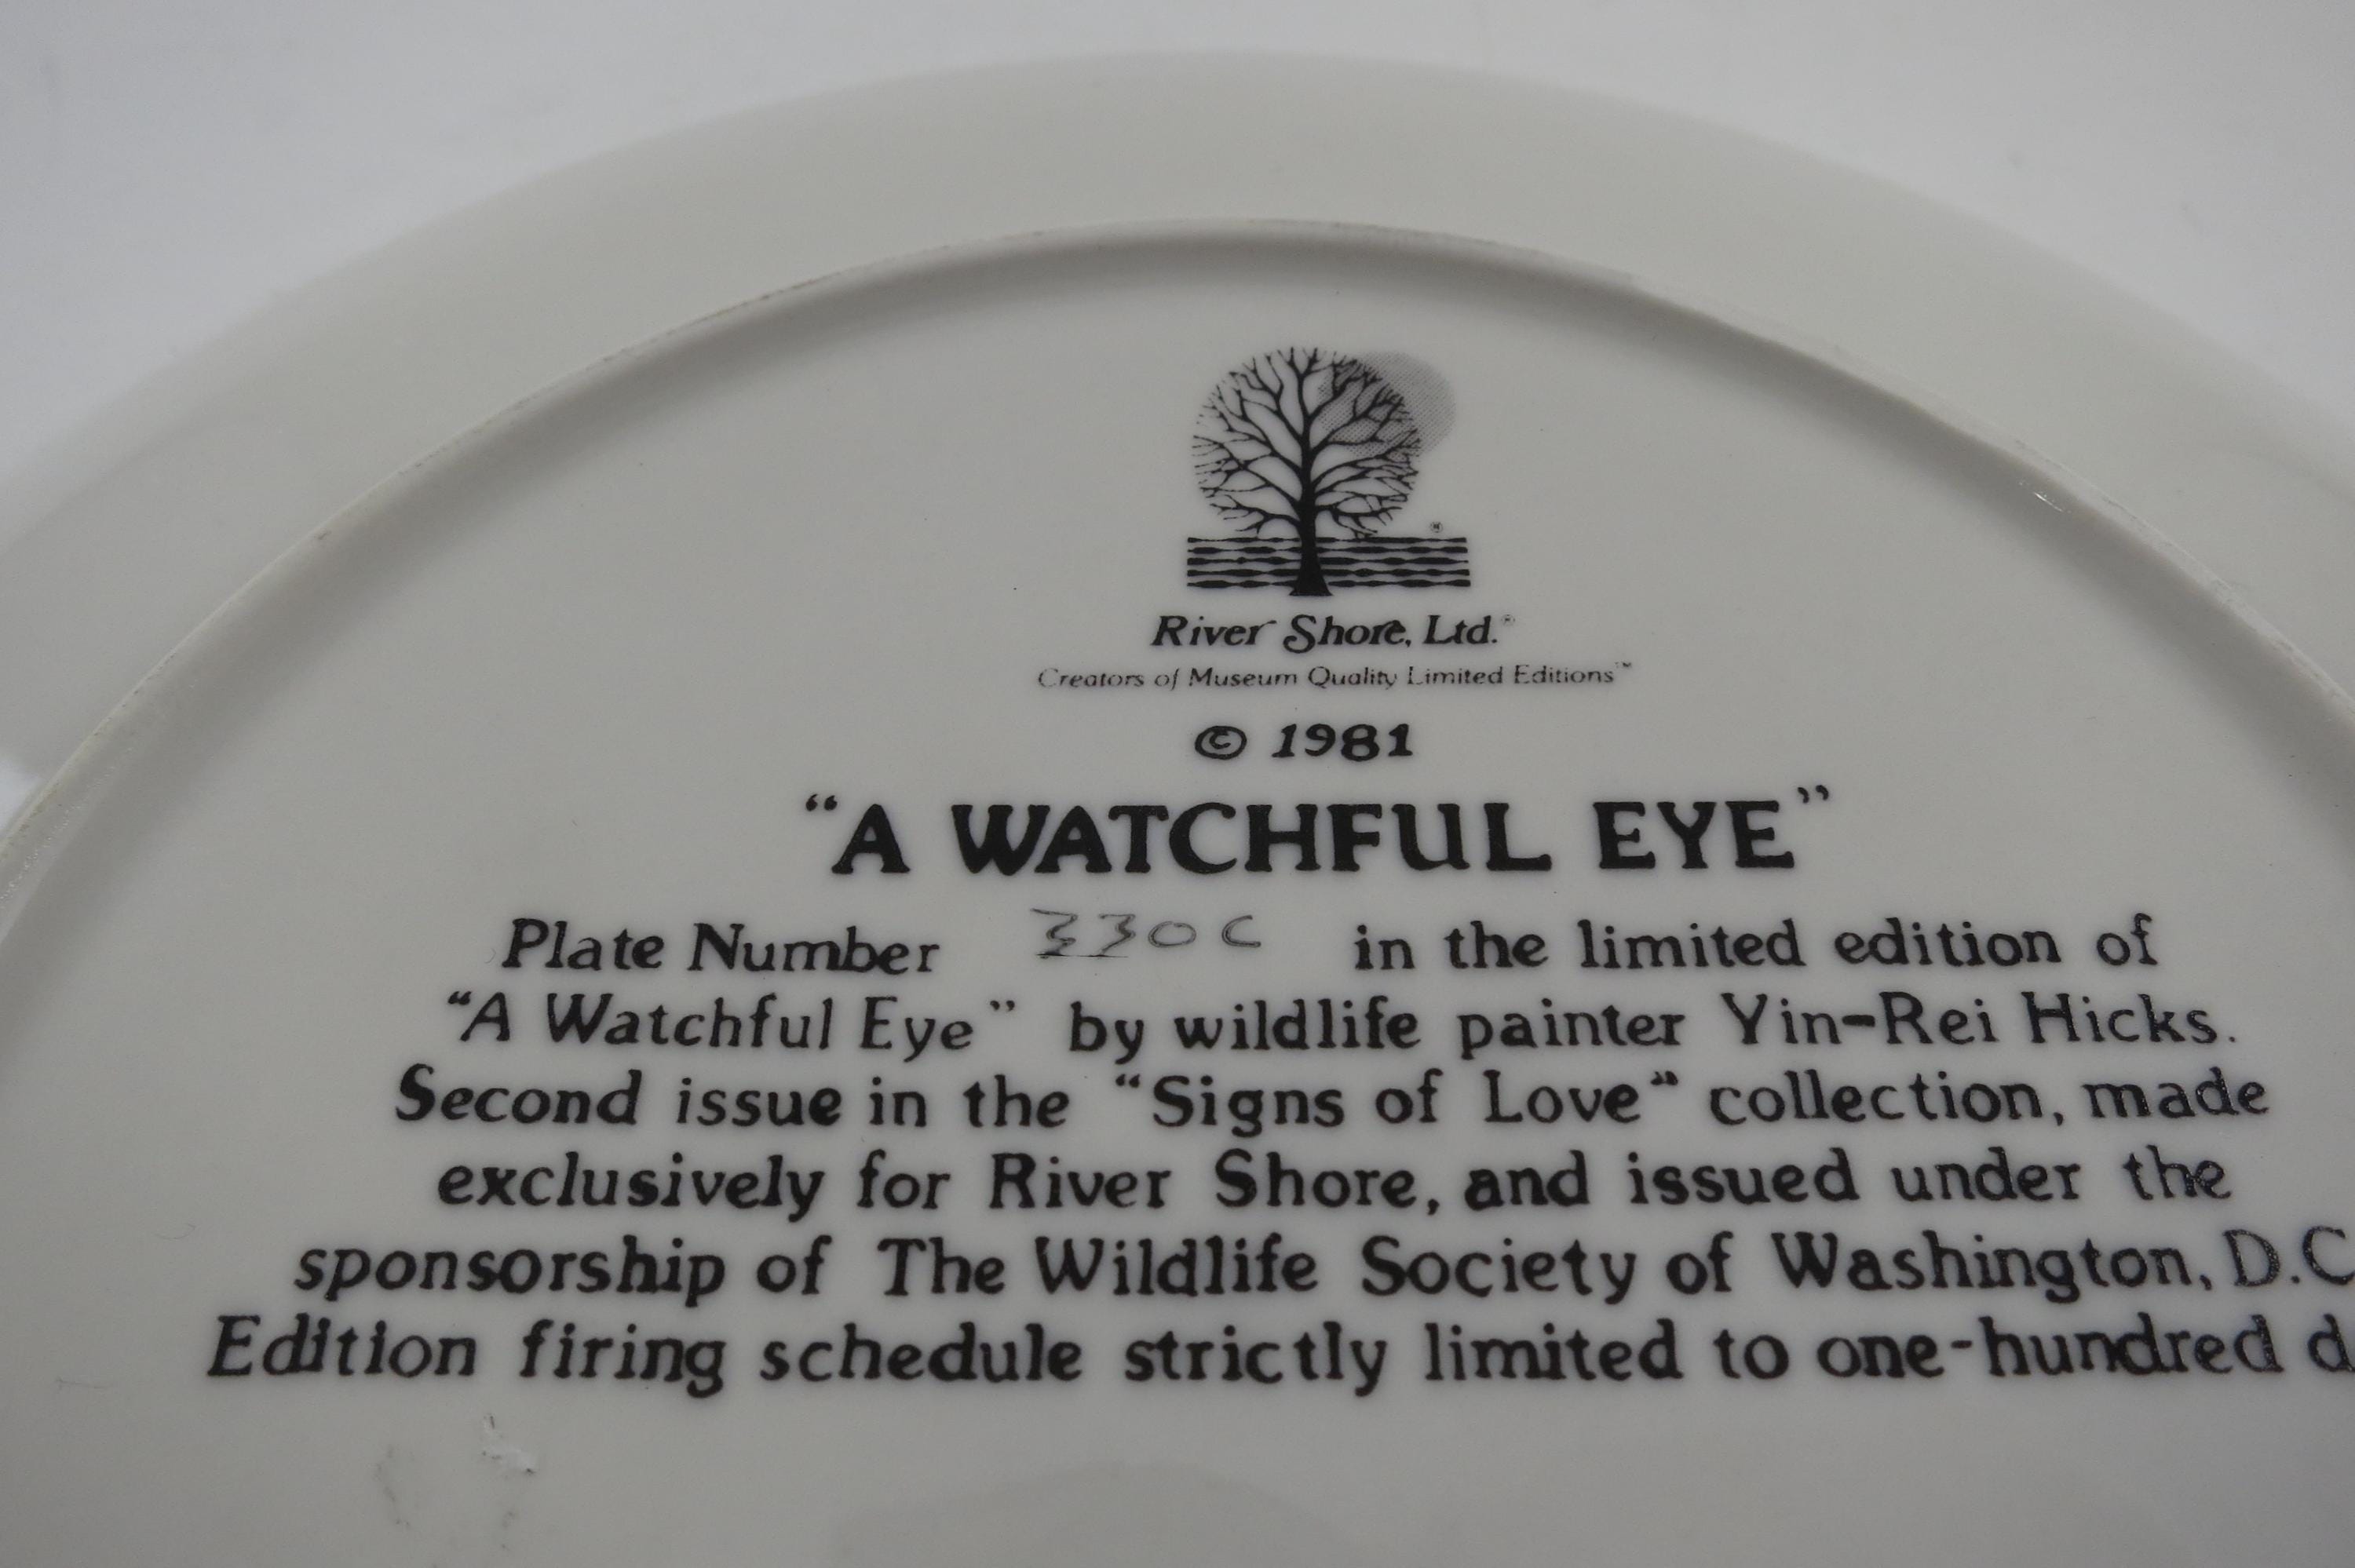 River Shore, Ltd.®
Creators of Museum Quality Limited Editions™
© 1981
“A WATCHFUL EYE”
Plate Number 330C in the limited edition of
“A Watchful Eye” by wildlife painter Yin-Rei Hicks.
Second issue in the “Signs of Love” collection, made
exclusively for River Shore, and issued under the
sponsorship of The Wildlife Society of Washington, D.C
Edition firing schedule strictly limited to one-hundred d